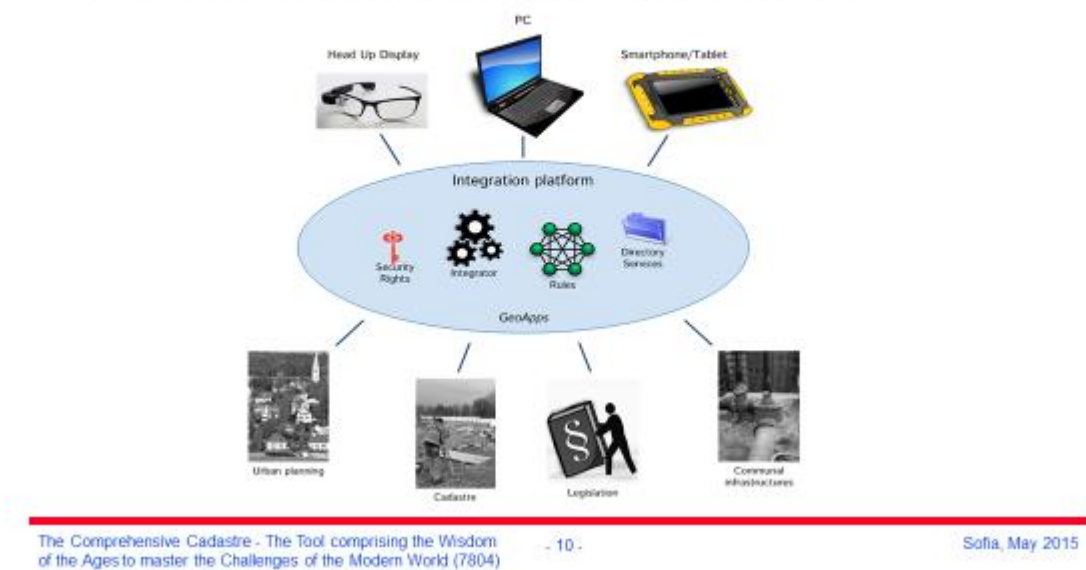 PC
Head Up Display
Smartphone/Tablet
Integration platform
Security
Rights
Integrator
Rules
Directory
Services
GeoApps
Urban planning
Cadastre
§
Legislation
Communal
infrastructures
The Comprehensive Cadastre - The Tool comprising the Wisdom
of the Ages to master the Challenges of the Modern World (7804)
- 10 -
Sofia, May 2015